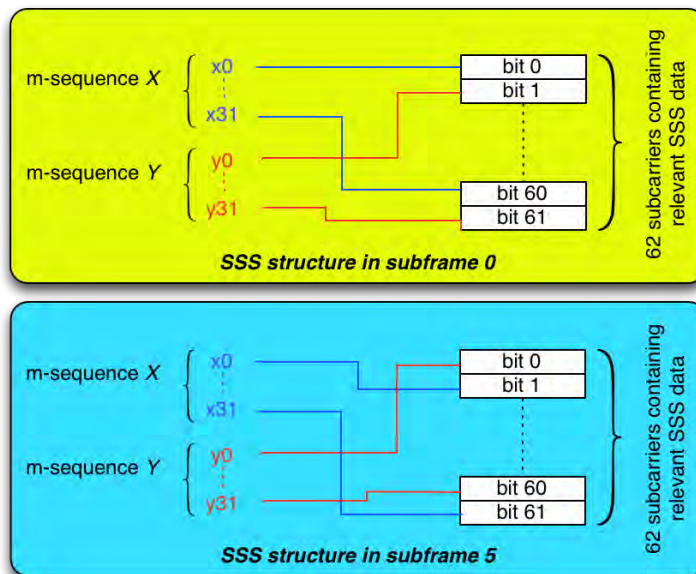 m-sequence X
x0
x31
m-sequence Y
y0
y31
bit 0
bit 1
bit 60
bit 61
62 subcarriers containing
relevant SSS data
SSS structure in subframe 0
m-sequence X
x0
x31
m-sequence Y
y0
y31
bit 0
bit 1
bit 60
bit 61
62 subcarriers containing
relevant SSS data
SSS structure in subframe 5